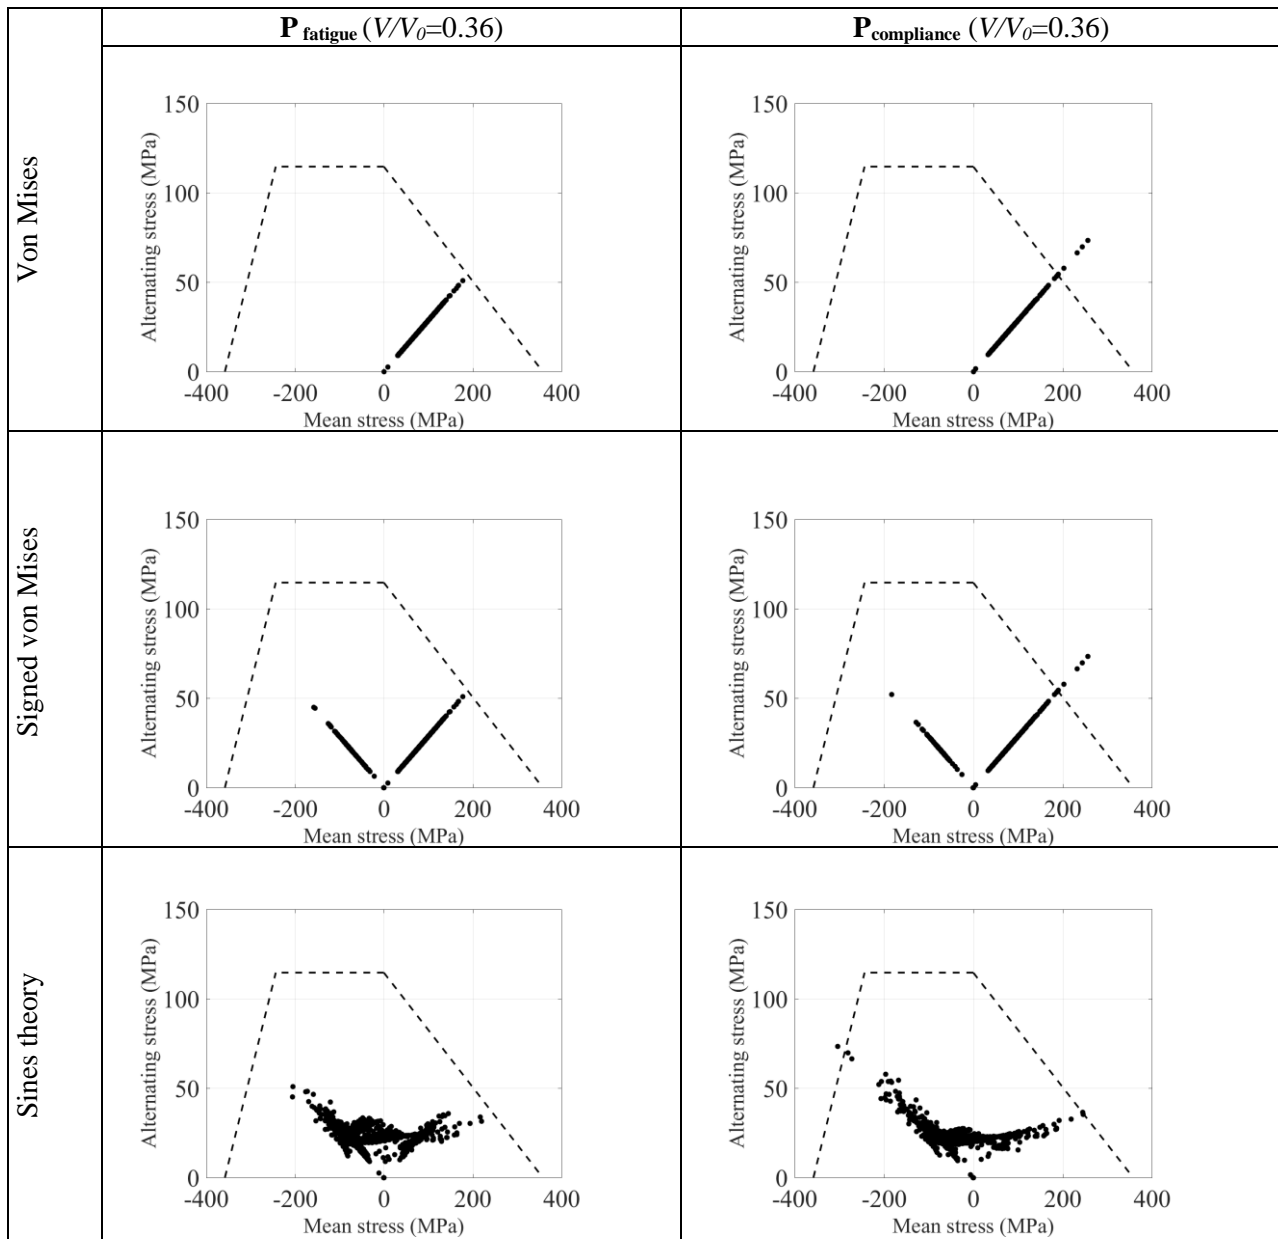 P fatigue (V/V0=0.36)
Pcompliance (V/V0=0.36)
Von Mises
150
100
50
0
Alternating stress (MPa)
-400 -200 0 200 400
Mean stress (MPa)
150
100
50
0
Alternating stress (MPa)
-400 -200 0 200 400
Mean stress (MPa)
Signed von Mises
150
100
50
0
Alternating stress (MPa)
-400 -200 0 200 400
Mean stress (MPa)
150
100
50
0
Alternating stress (MPa)
-400 -200 0 200 400
Mean stress (MPa)
Sines theory
150
100
50
0
Alternating stress (MPa)
-400 -200 0 200 400
Mean stress (MPa)
150
100
50
0
Alternating stress (MPa)
-400 -200 0 200 400
Mean stress (MPa)